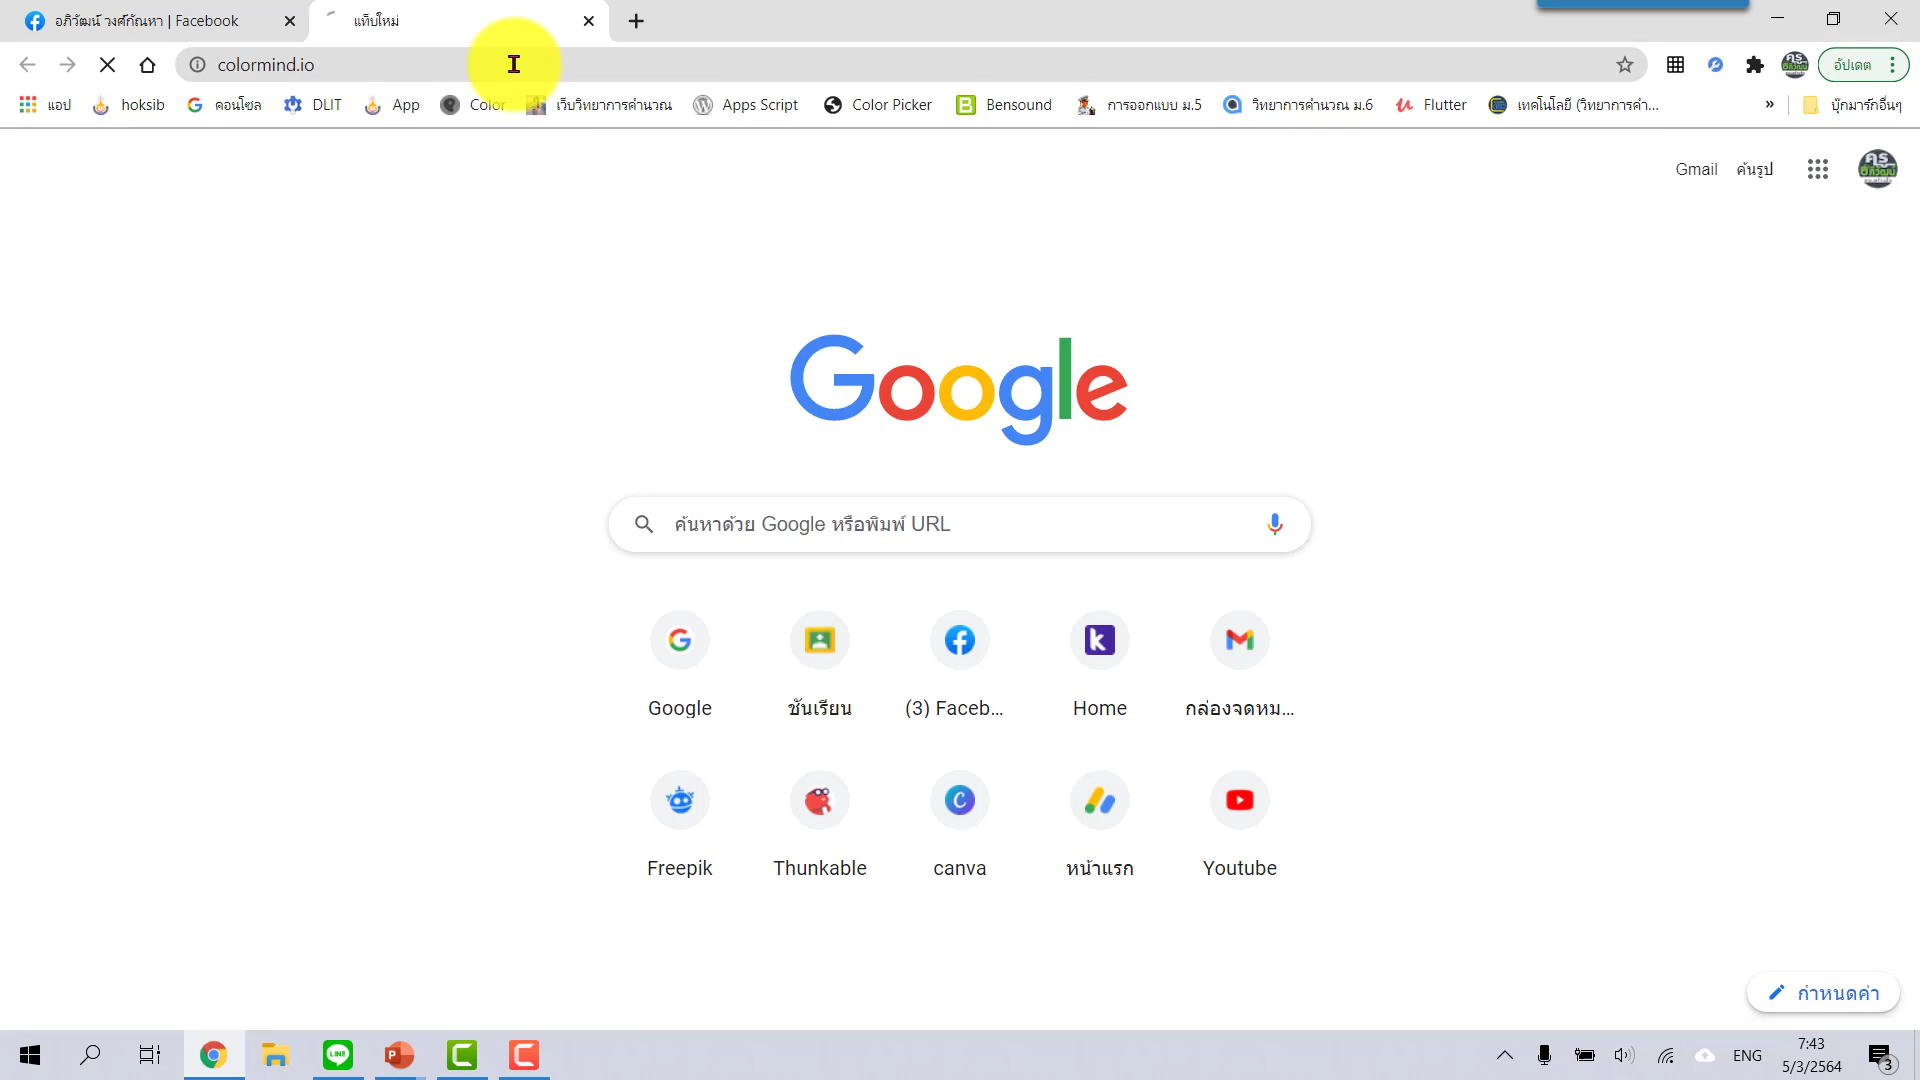 อภิวัฒน์ วงศ์กัณหา | Facebook
แท็บใหม่
colormind.io
อัปเดต
แอป
hoksib
คอนโซล
DLIT
App
Color
เว็บวิทยาการคำนวณ
Apps Script
Color Picker
Bensound
การออกแบบ ม.5
วิทยาการคำนวณ ม.6
Flutter
เทคโนโลยี (วิทยาการคำ...
»
บุ๊กมาร์กอื่นๆ
Gmail
ค้นรูป
Google
ค้นหาด้วย Google หรือพิมพ์ URL
Google
ชั้นเรียน
(3) Faceb...
Home
กล่องจดหม...
Freepik
Thunkable
canva
หน้าแรก
Youtube
กำหนดค่า
ENG
7:43
5/3/2564
3